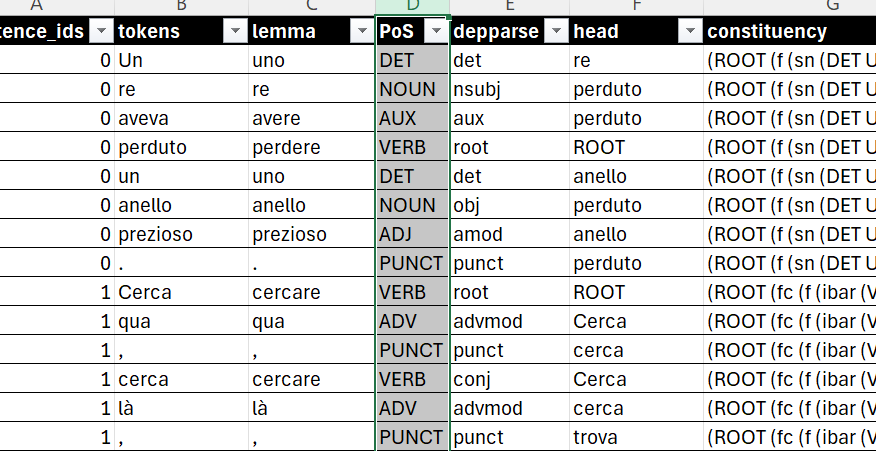 A B C D E F G
tence_ids tokens lemma PoS depparse head constituency
0 Un uno DET det re (ROOT (f (sn (DET U
0 re re NOUN nsubj perduto (ROOT (f (sn (DET U
0 aveva avere AUX aux perduto (ROOT (f (sn (DET U
0 perduto perdere VERB root ROOT (ROOT (f (sn (DET U
0 un uno DET det anello (ROOT (f (sn (DET U
0 anello anello NOUN obj perduto (ROOT (f (sn (DET U
0 prezioso prezioso ADJ amod anello (ROOT (f (sn (DET U
0 . . PUNCT punct perduto (ROOT (f (sn (DET U
1 Cerca cercare VERB root ROOT (ROOT (fc (f (ibar (V
1 qua qua ADV advmod Cerca (ROOT (fc (f (ibar (V
1 , , PUNCT punct cerca (ROOT (fc (f (ibar (V
1 cerca cercare VERB conj Cerca (ROOT (fc (f (ibar (V
1 là là ADV advmod cerca (ROOT (fc (f (ibar (V
1 , , PUNCT punct trova (ROOT (fc (f (ibar (V